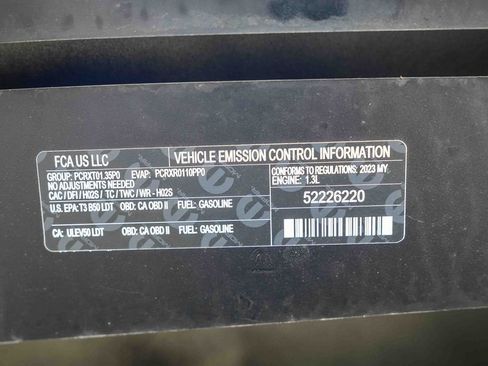 FCA US LLC
VEHICLE EMISSION CONTROL INFORMATION
GROUP: PCRXT01.35P0 EVAP: PCRXR0110PP0
NO ADJUSTMENTS NEEDED
CAC / DFI / HO2S / TC / TWC / WR - HO2S
U.S. EPA: T3 B50 LDT OBD: CA OBD II FUEL: GASOLINE
CA: ULEV50 LDT OBD: CA OBD II FUEL: GASOLINE
CONFORMS TO REGULATIONS: 2023 MY
ENGINE: 1.3L
52226220